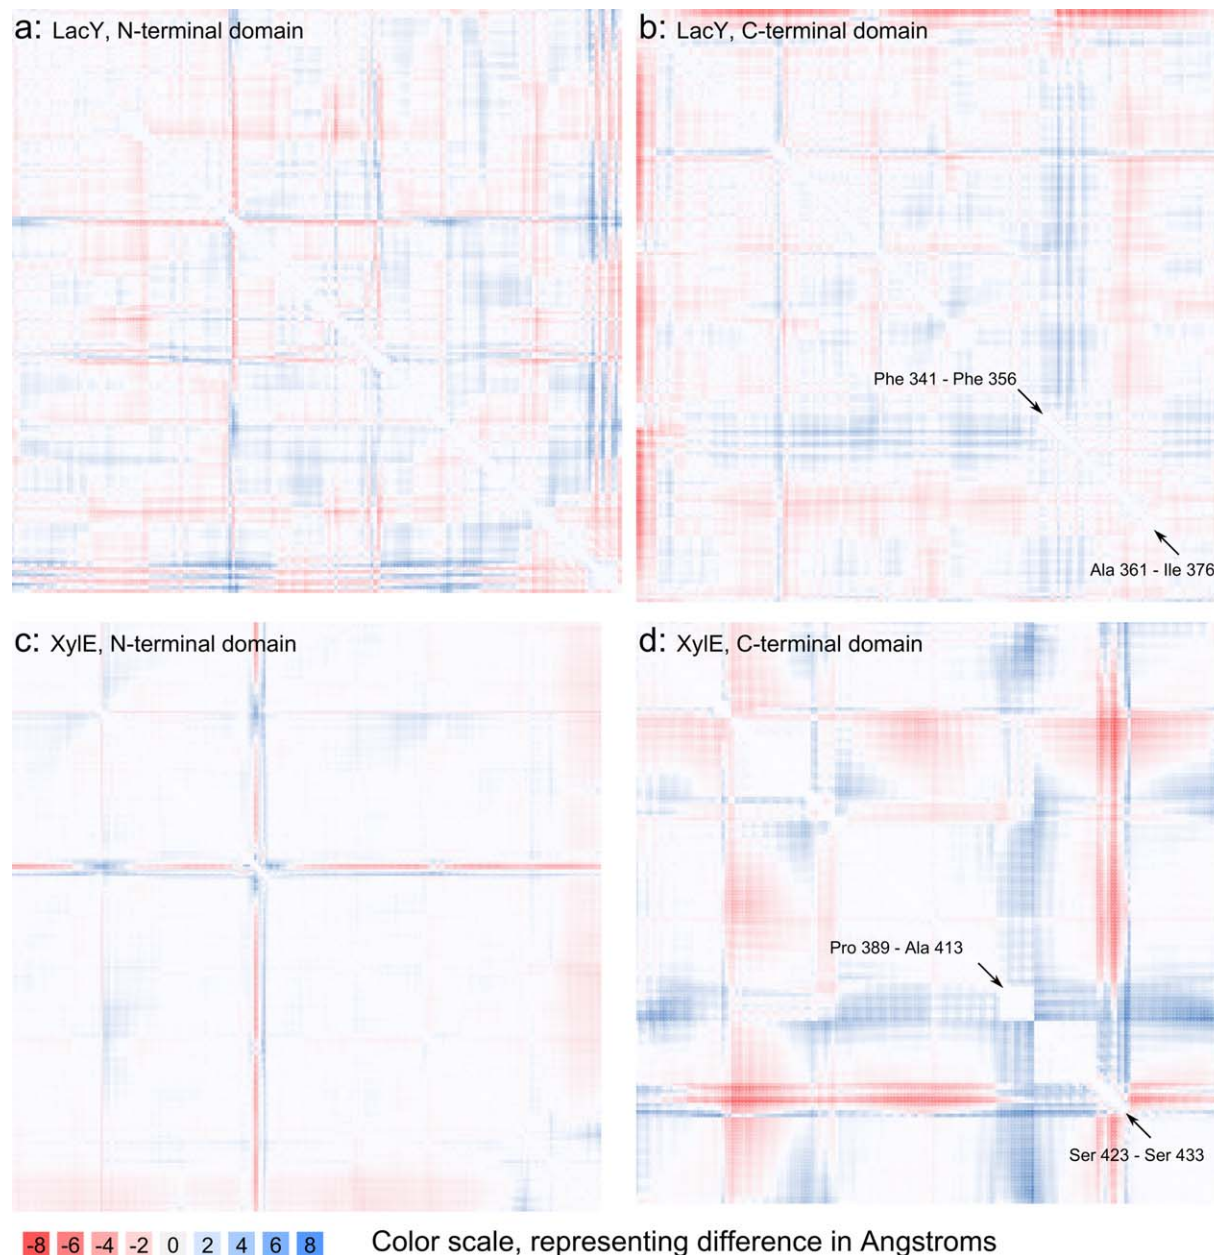 a: LacY, N-terminal domain
b: LacY, C-terminal domain
Phe 341 - Phe 356
Ala 361 - Ile 376
c: XylE, N-terminal domain
d: XylE, C-terminal domain
Pro 389 - Ala 413
Ser 423 - Ser 433
-8 -6 -4 -2 0 2 4 6 8 Color scale, representing difference in Angstroms